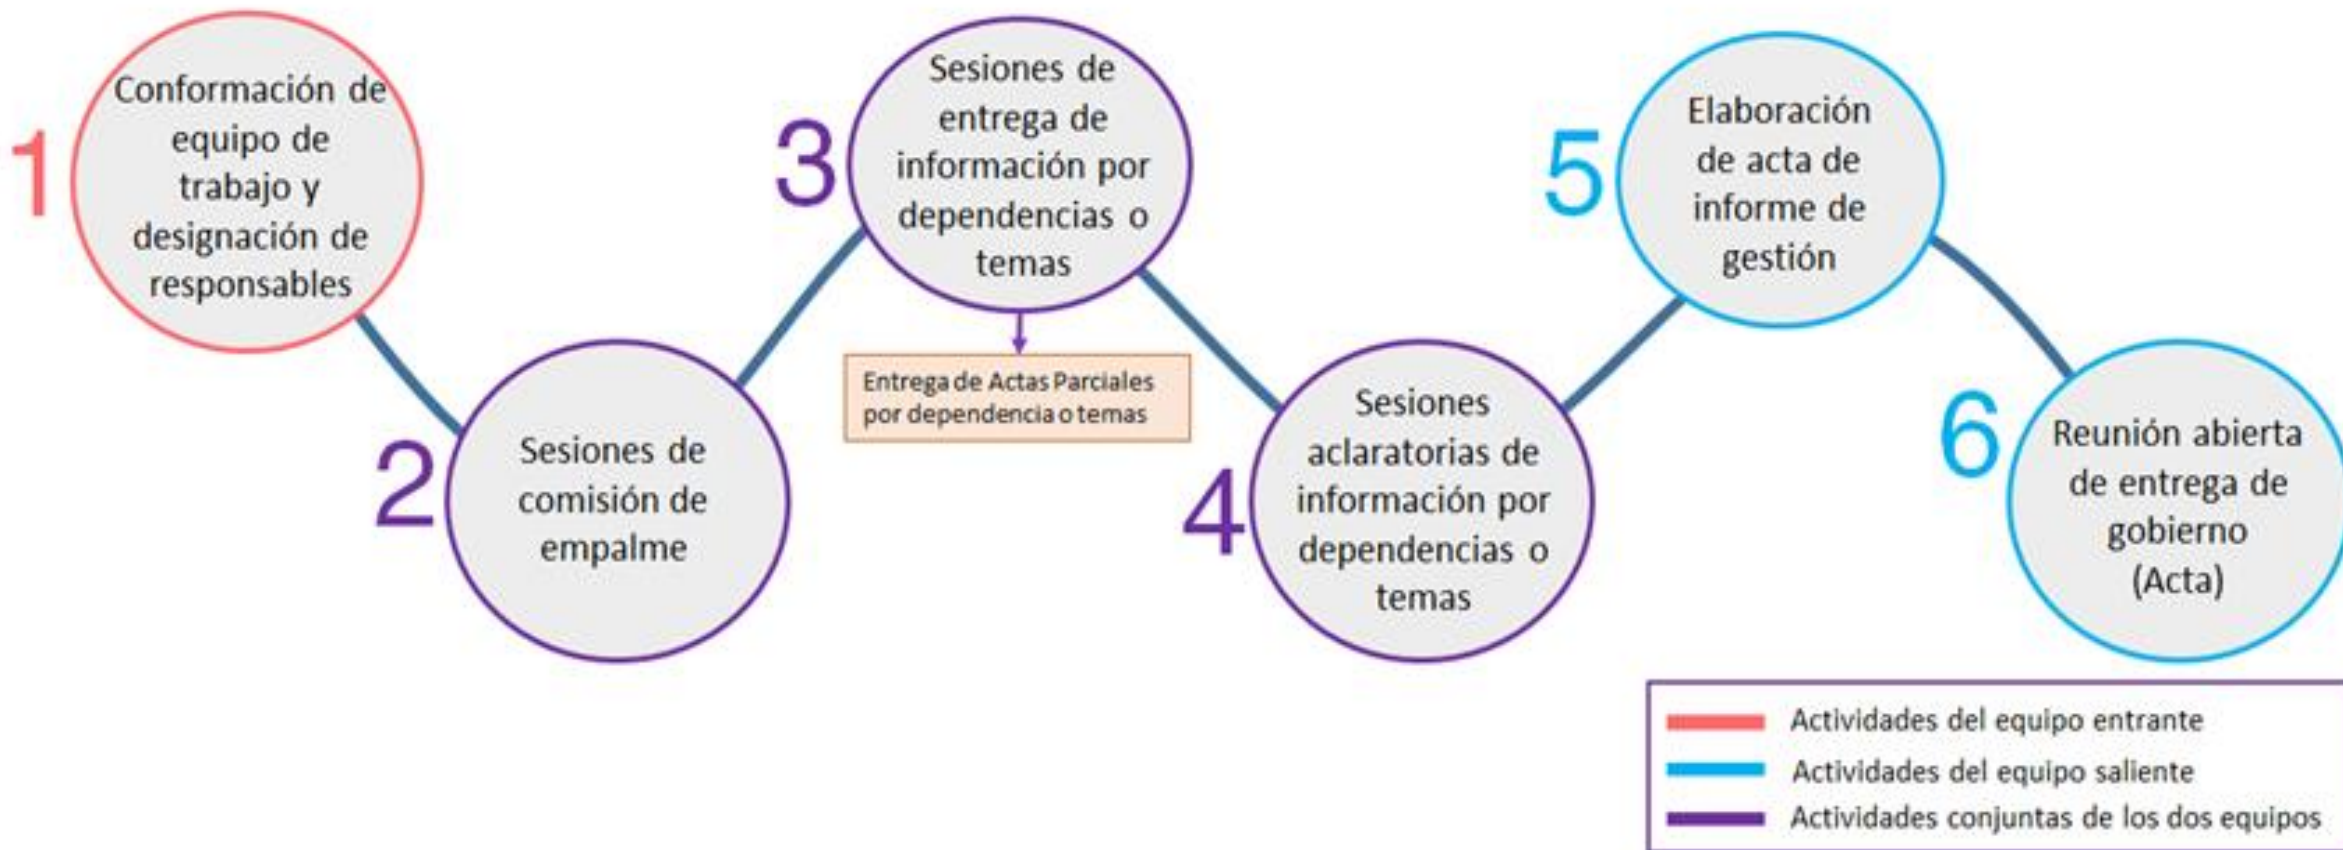 1
Conformación de
equipo de
trabajo y
designación de
responsables
2
Sesiones de
comisión de
empalme
3
Sesiones de
entrega de
información por
dependencias o
temas
Entrega de Actas Parciales
por dependencia o temas
4
Sesiones
aclaratorias de
información por
dependencias o
temas
5
Elaboración
de acta de
informe de
gestión
6
Reunión abierta
de entrega de
gobierno
(Acta)
Actividades del equipo entrante
Actividades del equipo saliente
Actividades conjuntas de los dos equipos